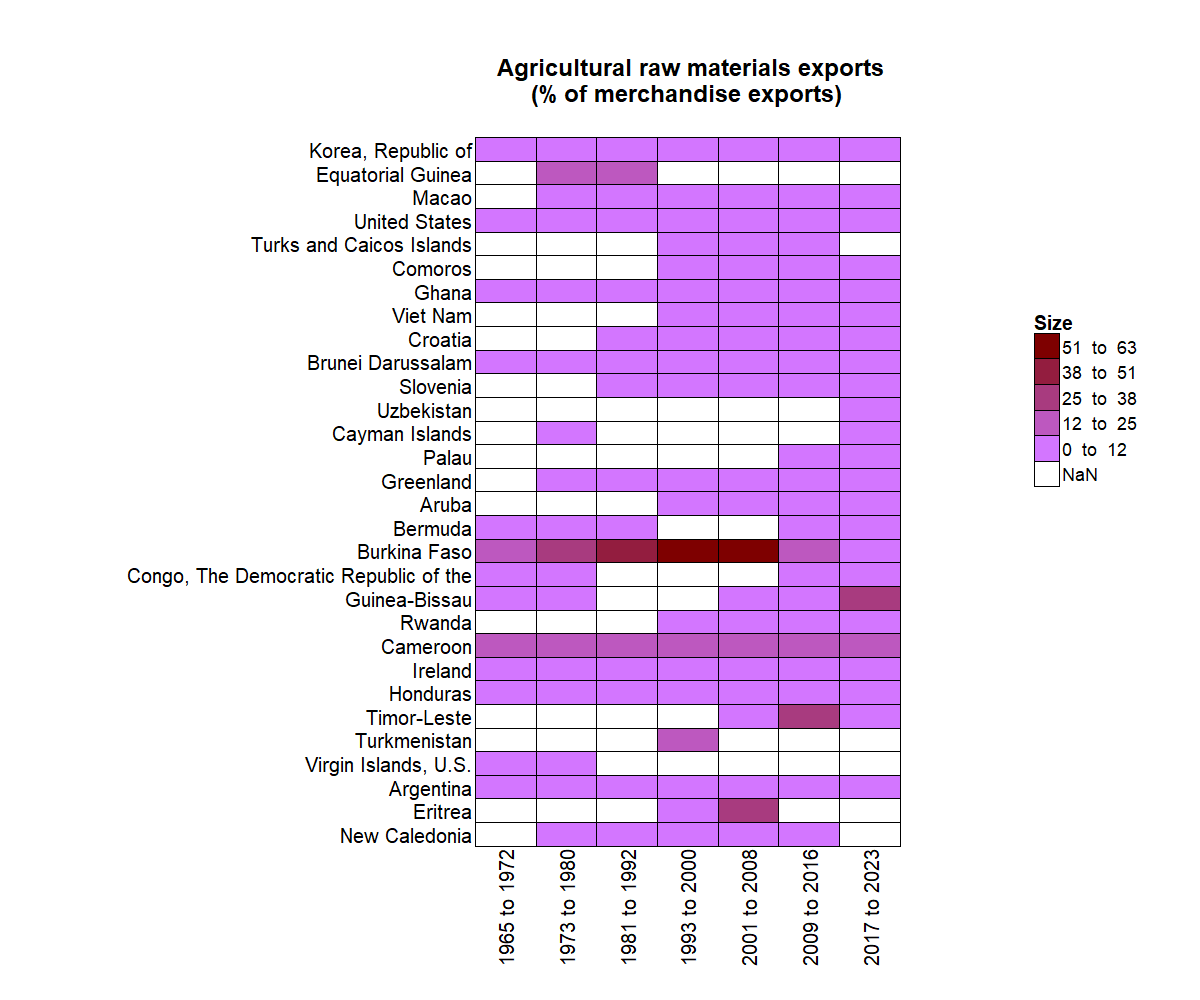 Agricultural raw materials exports
(% of merchandise exports)
Korea, Republic of
Equatorial Guinea
Macao
United States
Turks and Caicos Islands
Comoros
Ghana
Viet Nam
Croatia
Brunei Darussalam
Slovenia
Uzbekistan
Cayman Islands
Palau
Greenland
Aruba
Bermuda
Burkina Faso
Congo, The Democratic Republic of the
Guinea-Bissau
Rwanda
Cameroon
Ireland
Honduras
Timor-Leste
Turkmenistan
Virgin Islands, U.S.
Argentina
Eritrea
New Caledonia
1965 to 1972
1973 to 1980
1981 to 1992
1993 to 2000
2001 to 2008
2009 to 2016
2017 to 2023
Size
51 to 63
38 to 51
25 to 38
12 to 25
0 to 12
NaN